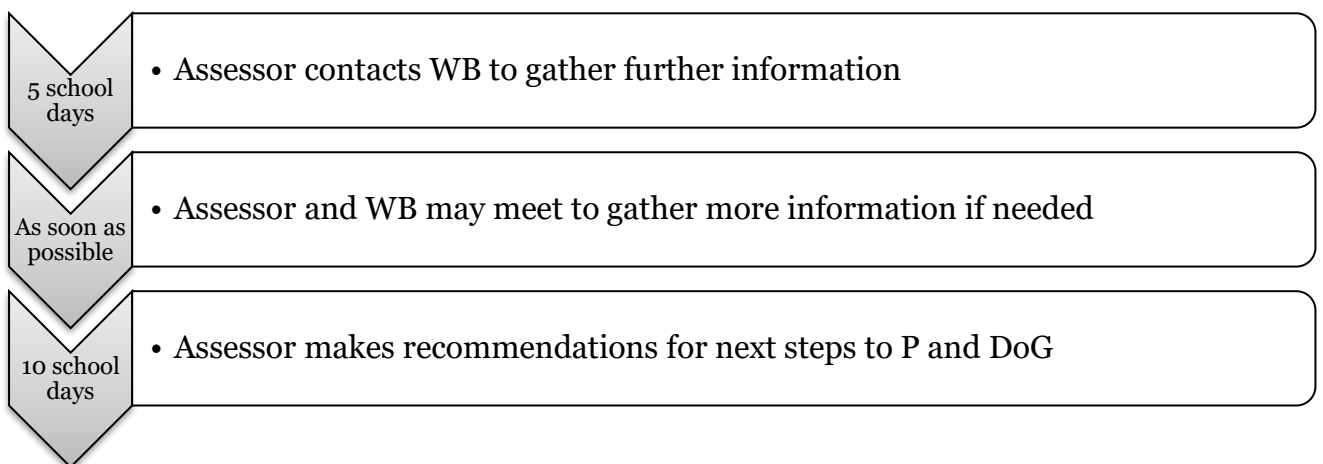 5 school
days
• Assessor contacts WB to gather further information
As soon as
possible
• Assessor and WB may meet to gather more information if needed
10 school
days
• Assessor makes recommendations for next steps to P and DoG